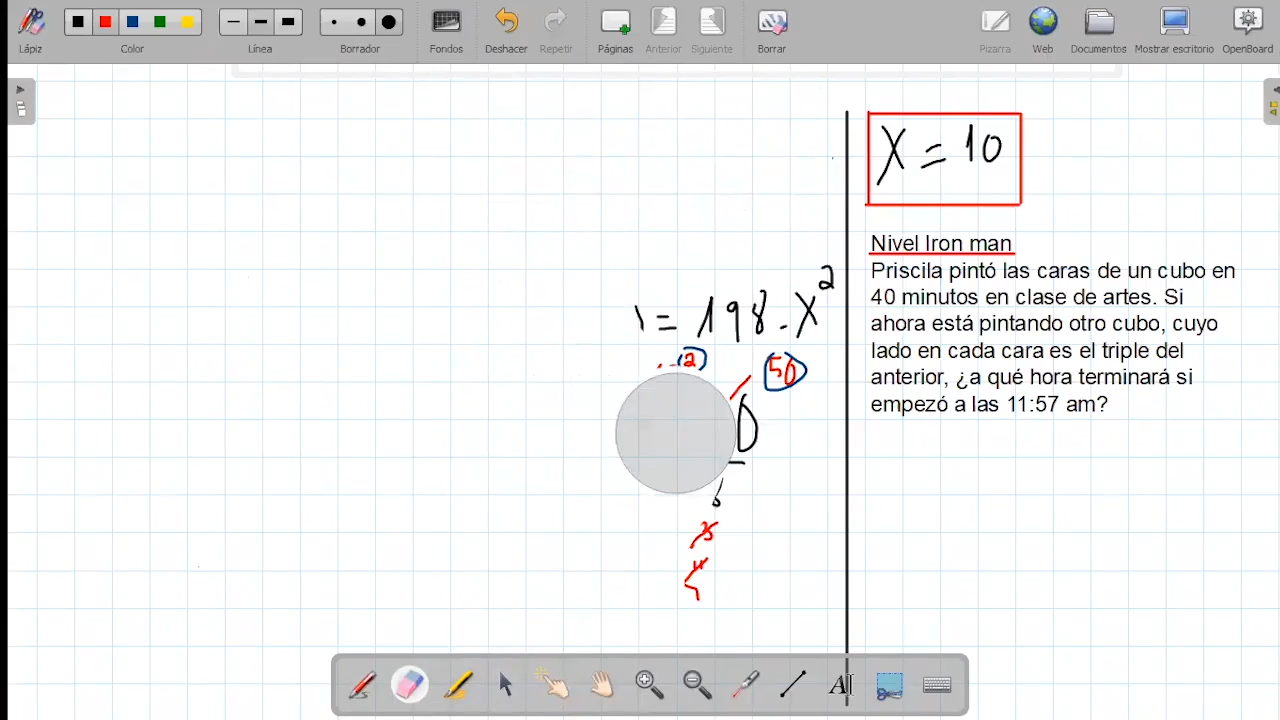 Lápiz Color Línea Borrador Fondos Deshacer Repetir Páginas Anterior Siguiente Borrar Pizarra Web Documentos Mostrar escritorio OpenBoard
X = 10
Nivel Iron man
Priscila pintó las caras de un cubo en
40 minutos en clase de artes. Si
ahora está pintando otro cubo, cuyo
lado en cada cara es el triple del
anterior, ¿a qué hora terminará si
empezó a las 11:57 am?
= 198 . X²
2 50
0